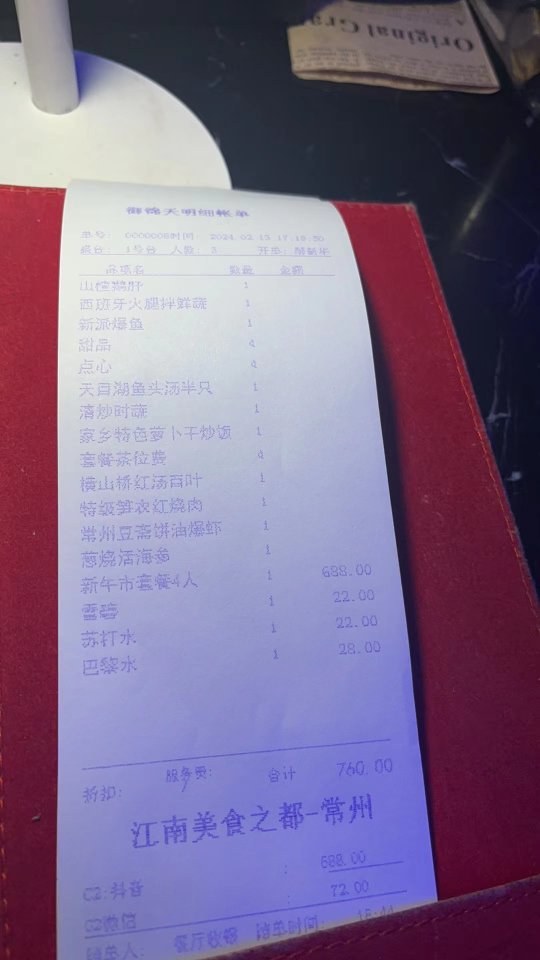 Original Gra
御锦天明细帐单
单号: 0000008时间: 2024.02.13 17:19:50
桌台: 1号台 人数: 3 开单:
品项名 数量 金额
山楂鹅肝 1
西班牙火腿拌鲜蔬 1
新派爆鱼 1
甜品 4
点心 4
天目湖鱼头汤半只 1
清炒时蔬 1
家乡特色萝卜干炒饭 1
套餐茶位费 4
横山桥红汤百叶 1
特级笋衣红烧肉 1
常州豆斋饼油爆虾 1
葱烧活海参 1
新午市套餐4人 1 688.00
雪碧 1 22.00
苏打水 1 22.00
巴黎水 1 28.00
服务费: 合计 760.00
折扣:
江南美食之都-常州
C2:抖音 : 688.00
02微信 : 72.00
结单人: 餐厅收银 结单时间: